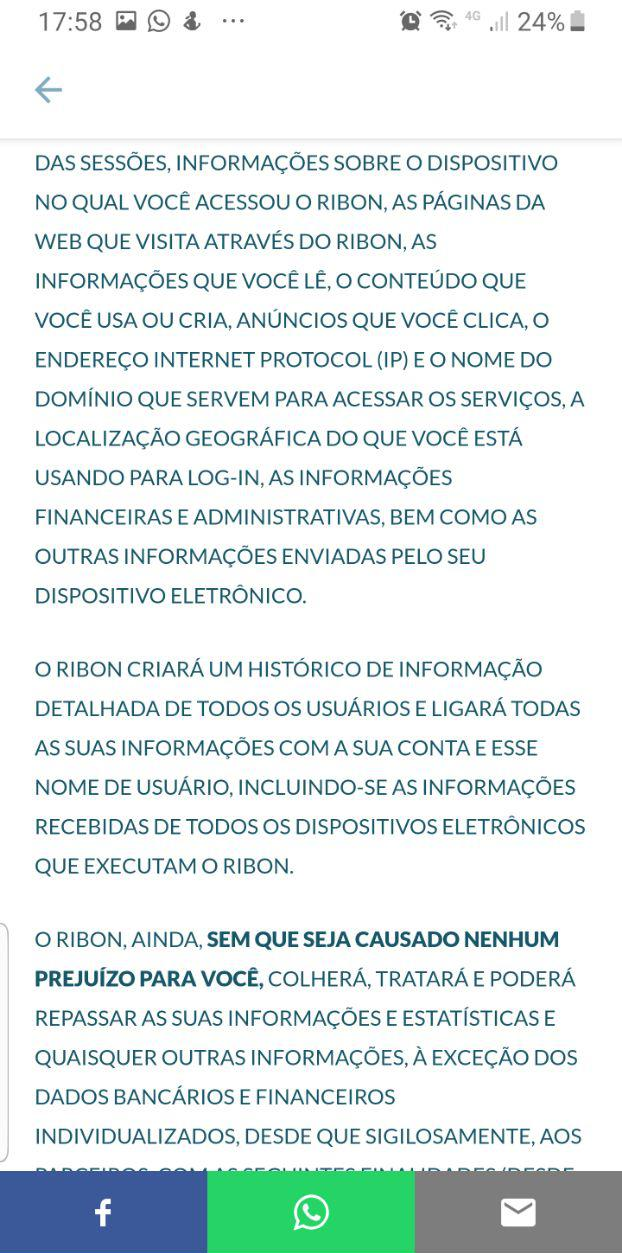 17:58 ... 4G 24%
DAS SESSÕES, INFORMAÇÕES SOBRE O DISPOSITIVO
NO QUAL VOCÊ ACESSOU O RIBON, AS PÁGINAS DA
WEB QUE VISITA ATRAVÉS DO RIBON, AS
INFORMAÇÕES QUE VOCÊ LÊ, O CONTEÚDO QUE
VOCÊ USA OU CRIA, ANÚNCIOS QUE VOCÊ CLICA, O
ENDEREÇO INTERNET PROTOCOL (IP) E O NOME DO
DOMÍNIO QUE SERVEM PARA ACESSAR OS SERVIÇOS, A
LOCALIZAÇÃO GEOGRÁFICA DO QUE VOCÊ ESTÁ
USANDO PARA LOG-IN, AS INFORMAÇÕES
FINANCEIRAS E ADMINISTRATIVAS, BEM COMO AS
OUTRAS INFORMAÇÕES ENVIADAS PELO SEU
DISPOSITIVO ELETRÔNICO.
O RIBON CRIARÁ UM HISTÓRICO DE INFORMAÇÃO
DETALHADA DE TODOS OS USUÁRIOS E LIGARÁ TODAS
AS SUAS INFORMAÇÕES COM A SUA CONTA E ESSE
NOME DE USUÁRIO, INCLUINDO-SE AS INFORMAÇÕES
RECEBIDAS DE TODOS OS DISPOSITIVOS ELETRÔNICOS
QUE EXECUTAM O RIBON.
O RIBON, AINDA, SEM QUE SEJA CAUSADO NENHUM
PREJUÍZO PARA VOCÊ, COLHERÁ, TRATARÁ E PODERÁ
REPASSAR AS SUAS INFORMAÇÕES E ESTATÍSTICAS E
QUAISQUER OUTRAS INFORMAÇÕES, À EXCEÇÃO DOS
DADOS BANCÁRIOS E FINANCEIROS
INDIVIDUALIZADOS, DESDE QUE SIGILOSAMENTE, AOS
PARCEIROS, COM AS SEGUINTES FINALIDADES (DESDE